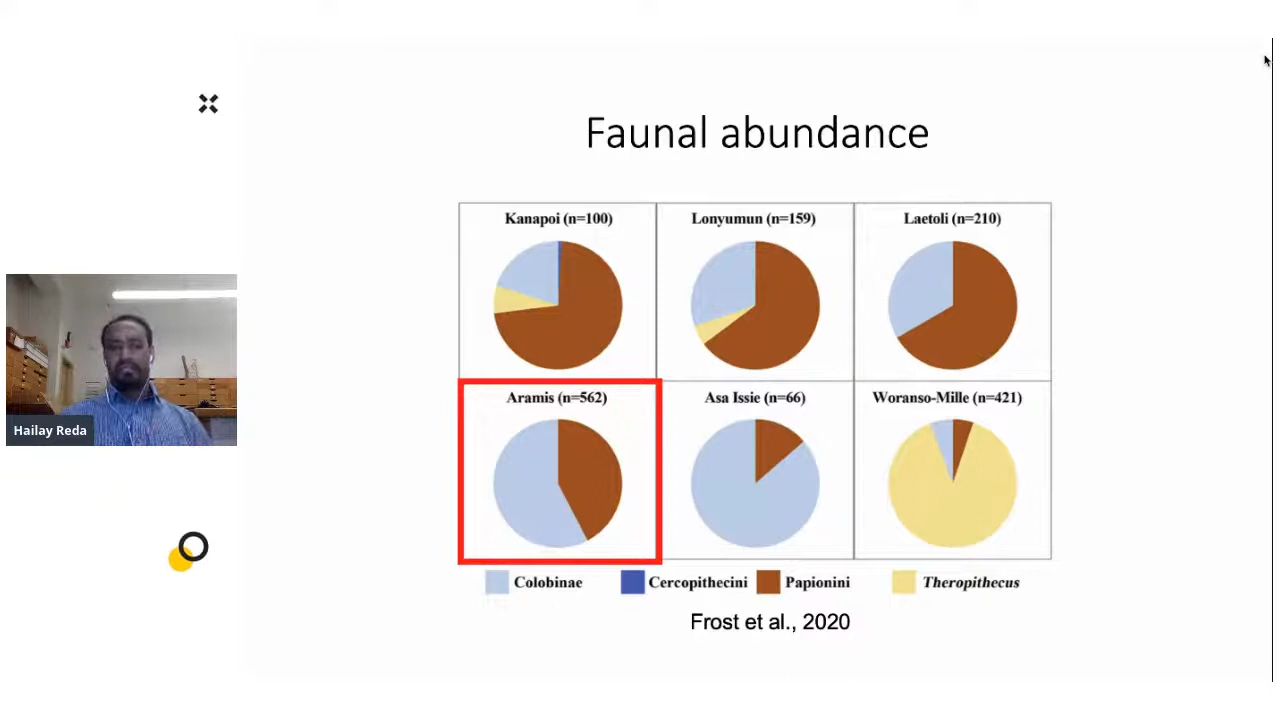 Faunal abundance
Kanapoi (n=100)
Lonyumun (n=159)
Laetoli (n=210)
Aramis (n=562)
Asa Issie (n=66)
Woranso-Mille (n=421)
Colobinae
Cercopithecini
Papionini
Theropithecus
Frost et al., 2020
Hailay Reda